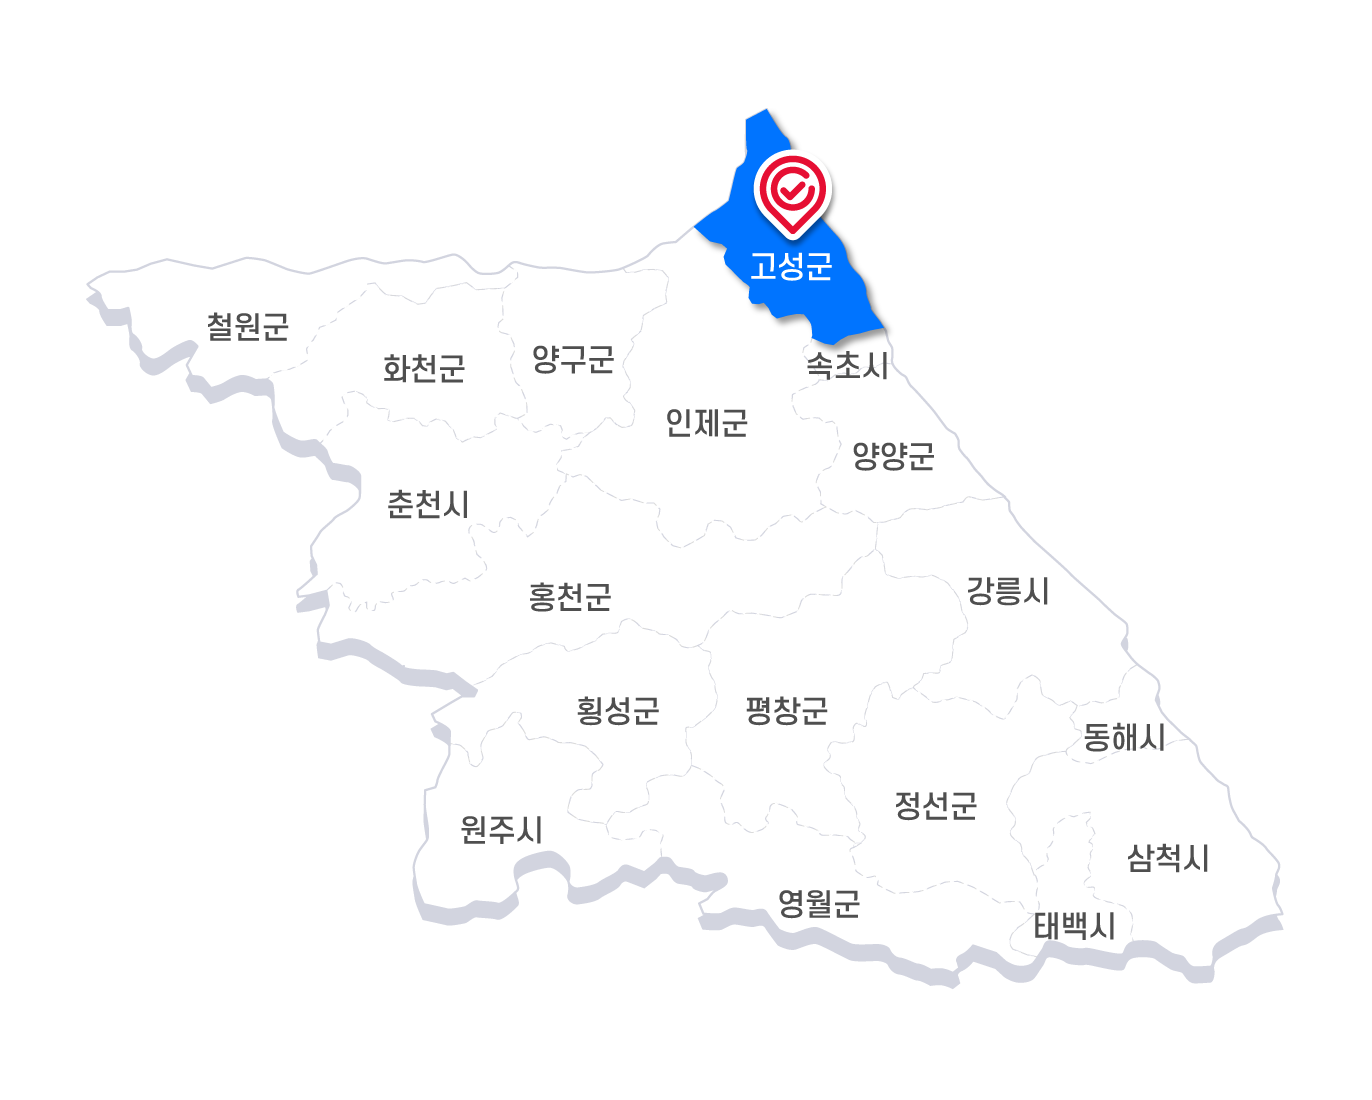 고성군
철원군
화천군
양구군
속초시
인제군
양양군
춘천시
홍천군
강릉시
횡성군
평창군
동해시
정선군
원주시
삼척시
영월군
태백시